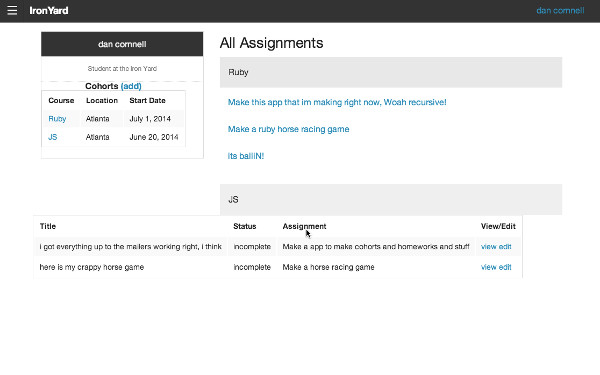 ☰ IronYard dan comnell
dan comnell
Student at the Iron Yard
Cohorts (add)
Course Location Start Date
Ruby Atlanta July 1, 2014
JS Atlanta June 20, 2014
All Assignments
Ruby
Make this app that im making right now, Woah recursive!
Make a ruby horse racing game
its ballIN!
JS
Title Status Assignment View/Edit
i got everything up to the mailers working right, i think incomplete Make a app to make cohorts and homeworks and stuff view edit
here is my crappy horse game incomplete Make a horse racing game view edit